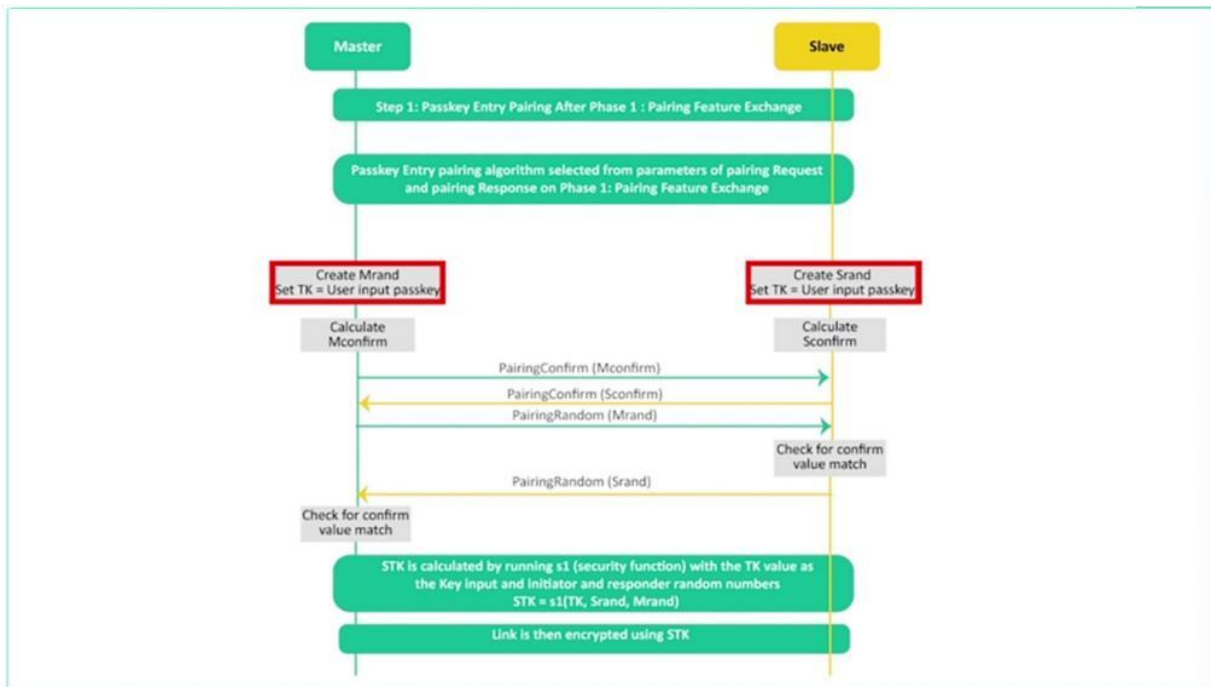 Master
Slave
Step 1: Passkey Entry Pairing After Phase 1 : Pairing Feature Exchange
Passkey Entry pairing algorithm selected from parameters of pairing Request
and pairing Response on Phase 1: Pairing Feature Exchange
Create Mrand
Set TK = User input passkey
Create Srand
Set TK = User input passkey
Calculate
Mconfirm
Calculate
Sconfirm
PairingConfirm (Mconfirm)
PairingConfirm (Sconfirm)
PairingRandom (Mrand)
Check for confirm
value match
PairingRandom (Srand)
Check for confirm
value match
STK is calculated by running s1 (security function) with the TK value as
the Key input and initiator and responder random numbers
STK = s1(TK, Srand, Mrand)
Link is then encrypted using STK